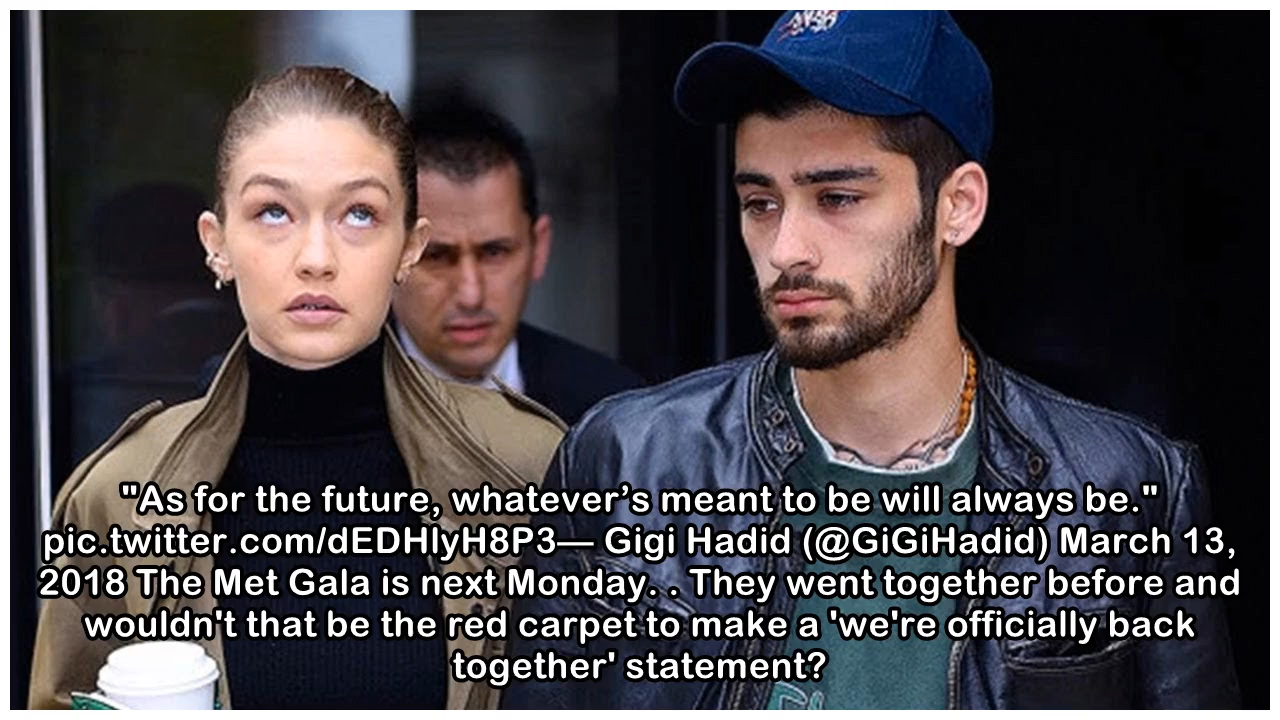 "As for the future, whatever’s meant to be will always be."
pic.twitter.com/dEDHlyH8P3— Gigi Hadid (@GiGiHadid) March 13,
2018 The Met Gala is next Monday. . They went together before and
wouldn't that be the red carpet to make a 'we're officially back
together' statement?